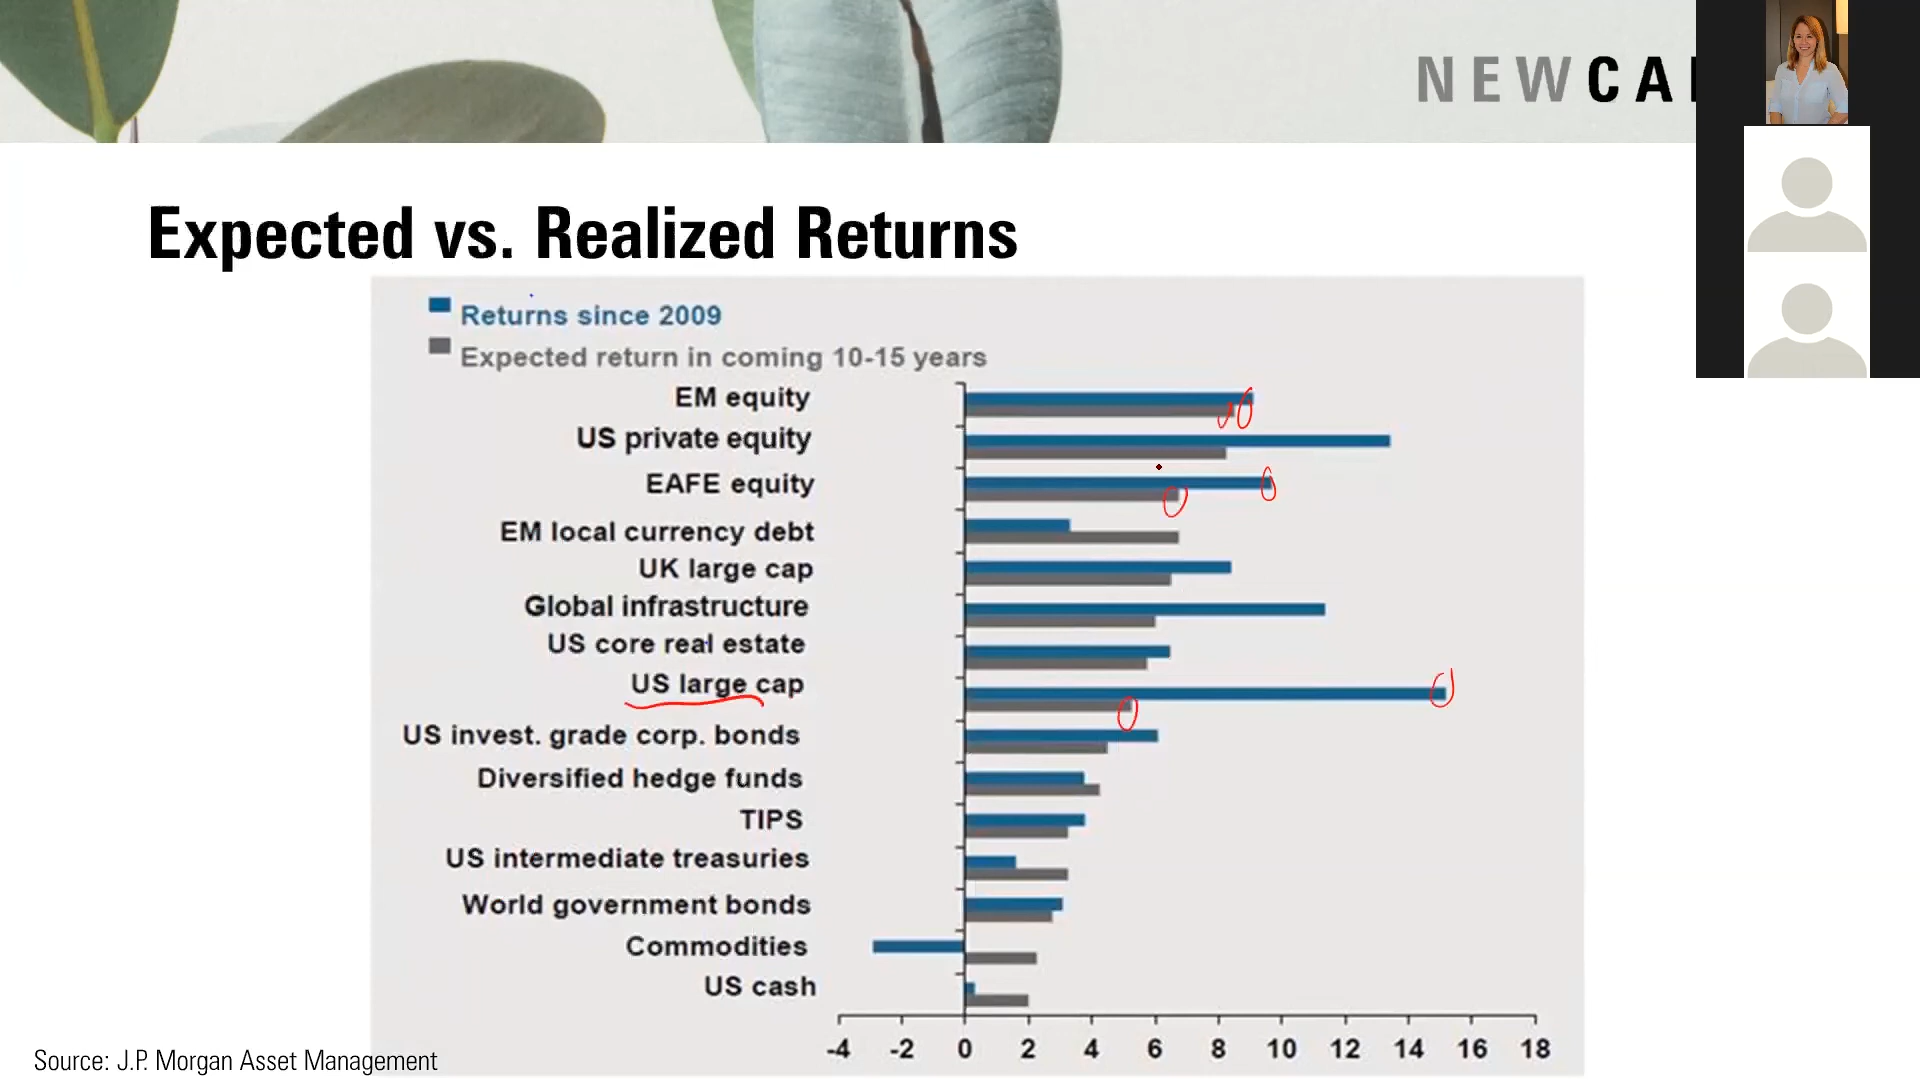 NEWCA
Expected vs. Realized Returns
Returns since 2009
Expected return in coming 10-15 years
EM equity
US private equity
EAFE equity
EM local currency debt
UK large cap
Global infrastructure
US core real estate
US large cap
US invest. grade corp. bonds
Diversified hedge funds
TIPS
US intermediate treasuries
World government bonds
Commodities
US cash
-4 -2 0 2 4 6 8 10 12 14 16 18
Source: J.P. Morgan Asset Management